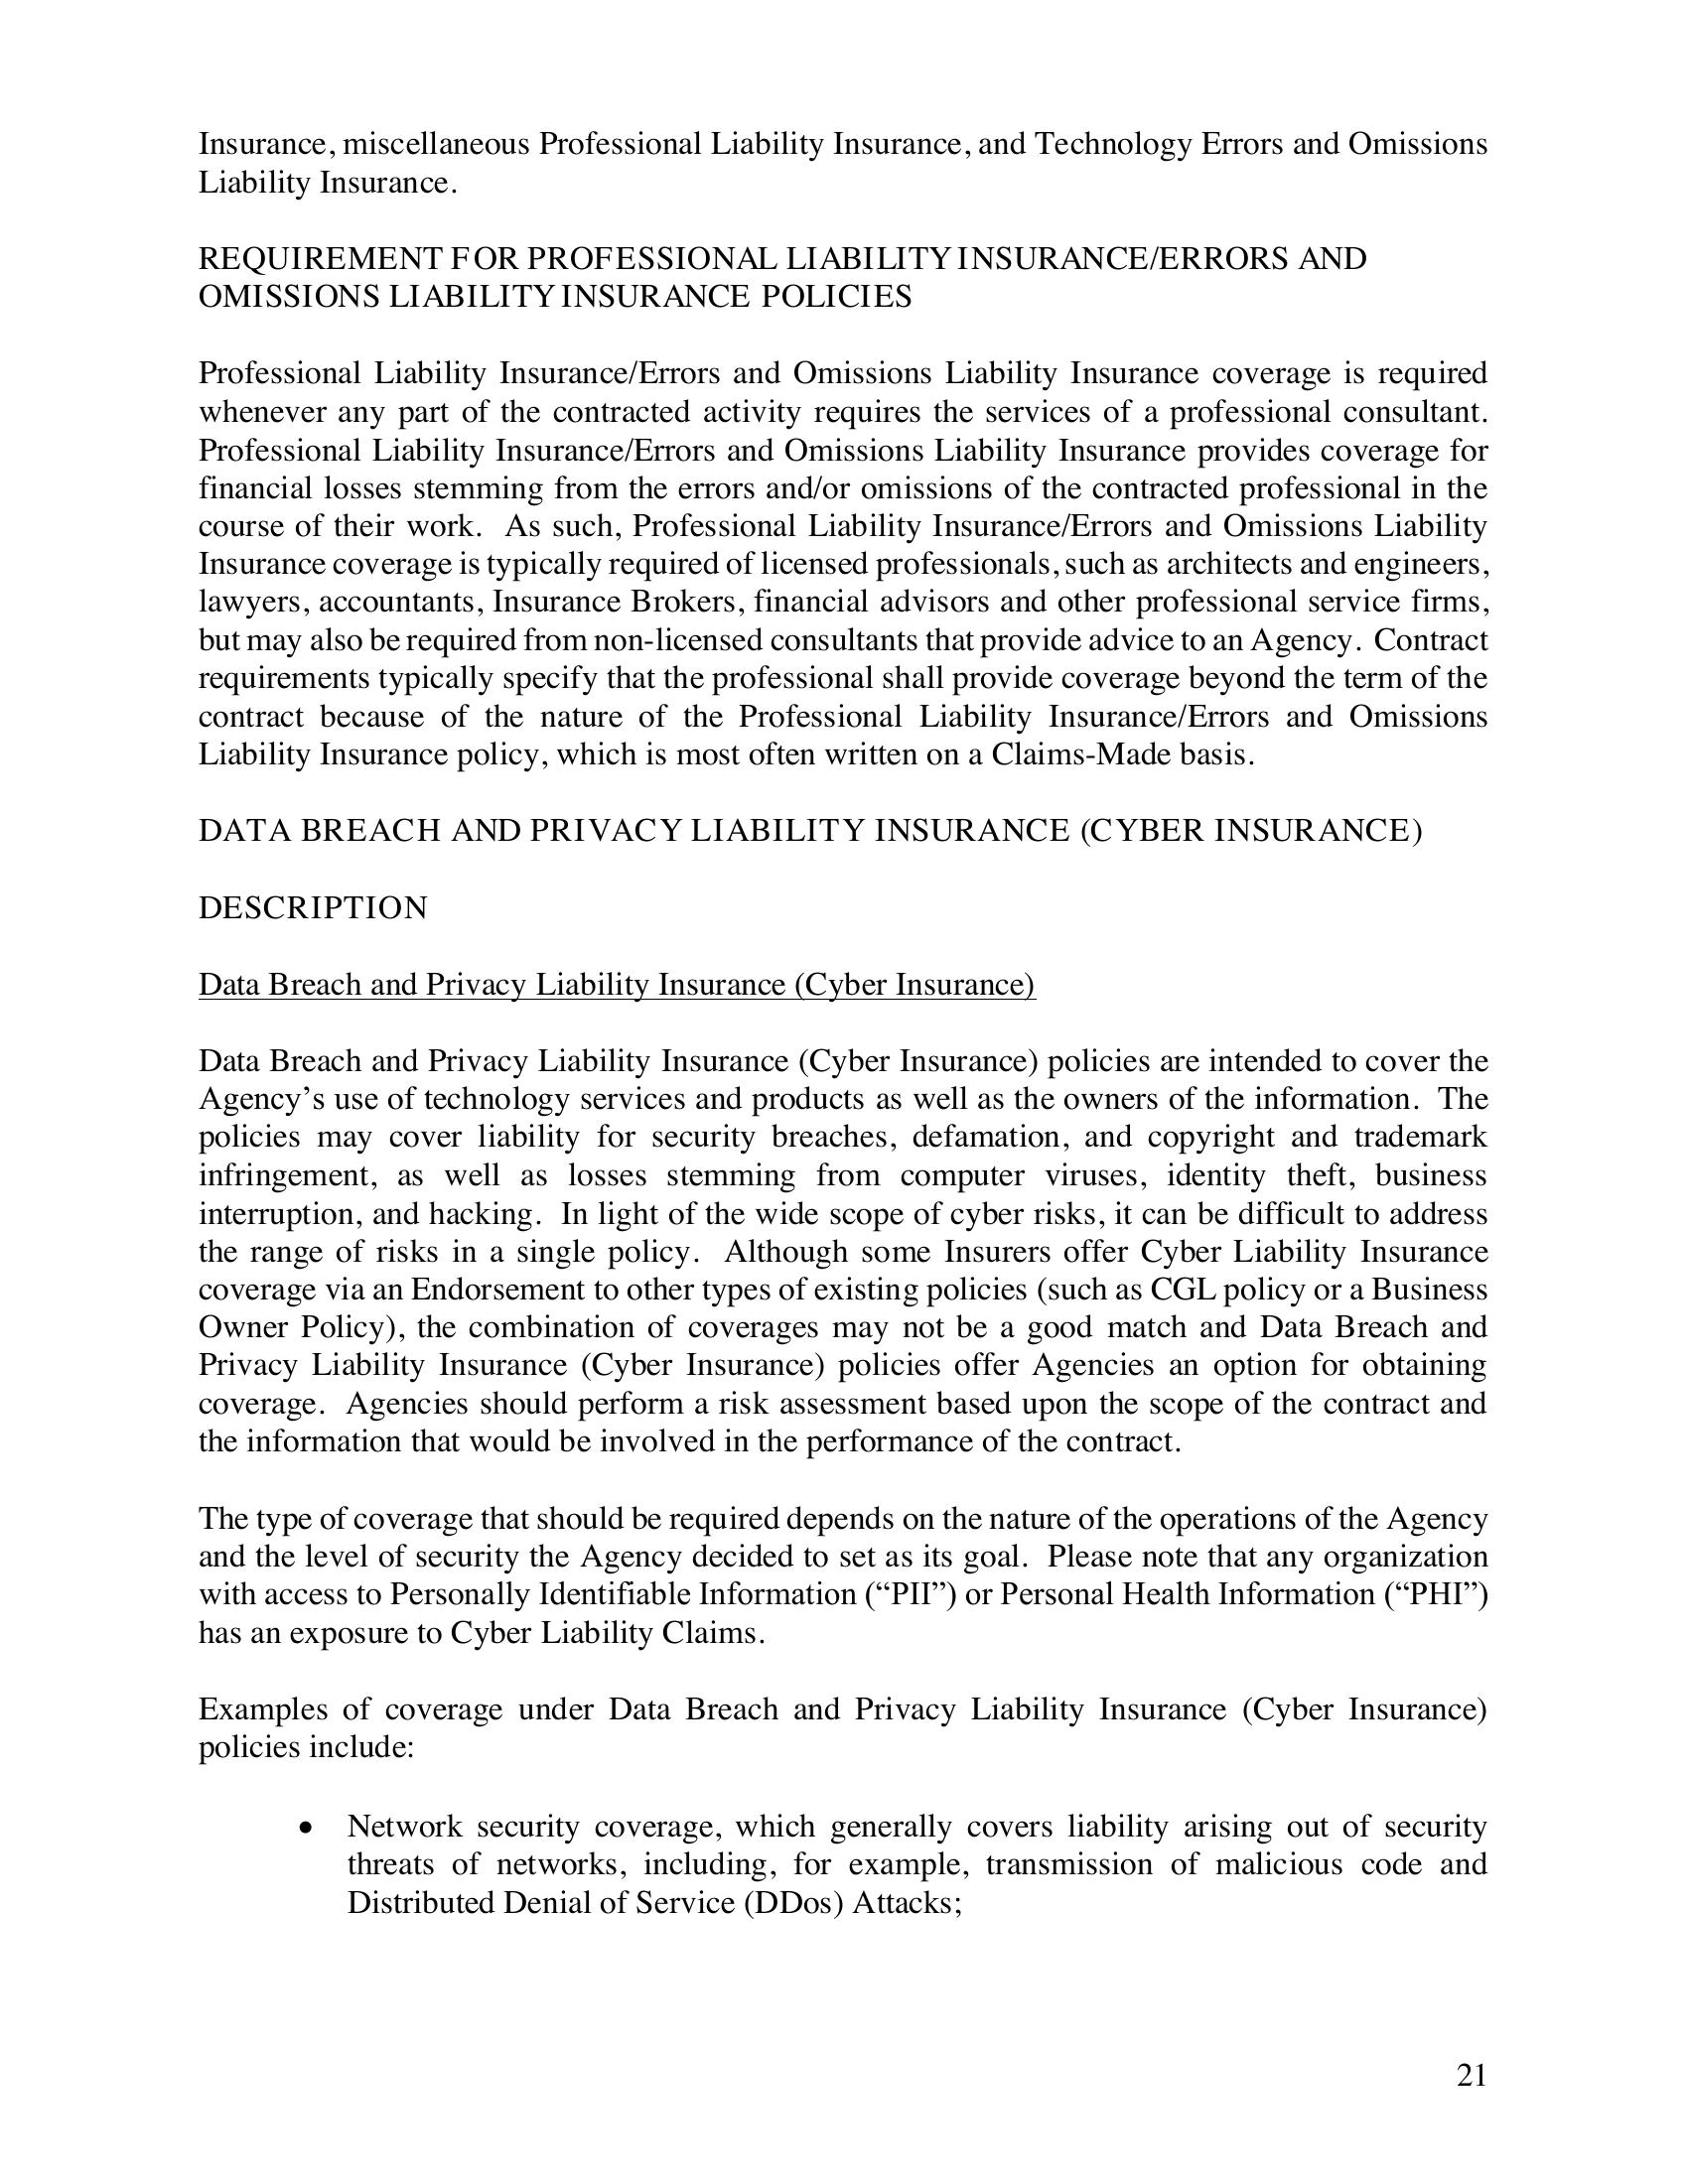 Insurance, miscellaneous Professional Liability Insurance, and Technology Errors and Omissions
Liability Insurance.
REQUIREMENT FOR PROFESSIONAL LIABILITY INSURANCE/ERRORS AND
OMISSIONS LIABILITY INSURANCE POLICIES
Professional Liability Insurance/Errors and Omissions Liability Insurance coverage is required
whenever any part of the contracted activity requires the services of a professional consultant.
Professional Liability Insurance/Errors and Omissions Liability Insurance provides coverage for
financial losses stemming from the errors and/or omissions of the contracted professional in the
course of their work. As such, Professional Liability Insurance/Errors and Omissions Liability
Insurance coverage is typically required of licensed professionals, such as architects and engineers,
lawyers, accountants, Insurance Brokers, financial advisors and other professional service firms,
but may also be required from non-licensed consultants that provide advice to an Agency. Contract
requirements typically specify that the professional shall provide coverage beyond the term of the
contract because of the nature of the Professional Liability Insurance/Errors and Omissions
Liability Insurance policy, which is most often written on a Claims-Made basis.
DATA BREACH AND PRIVACY LIABILITY INSURANCE (CYBER INSURANCE)
DESCRIPTION
Data Breach and Privacy Liability Insurance (Cyber Insurance)
Data Breach and Privacy Liability Insurance (Cyber Insurance) policies are intended to cover the
Agency’s use of technology services and products as well as the owners of the information. The
policies may cover liability for security breaches, defamation, and copyright and trademark
infringement, as well as losses stemming from computer viruses, identity theft, business
interruption, and hacking. In light of the wide scope of cyber risks, it can be difficult to address
the range of risks in a single policy. Although some Insurers offer Cyber Liability Insurance
coverage via an Endorsement to other types of existing policies (such as CGL policy or a Business
Owner Policy), the combination of coverages may not be a good match and Data Breach and
Privacy Liability Insurance (Cyber Insurance) policies offer Agencies an option for obtaining
coverage. Agencies should perform a risk assessment based upon the scope of the contract and
the information that would be involved in the performance of the contract.
The type of coverage that should be required depends on the nature of the operations of the Agency
and the level of security the Agency decided to set as its goal. Please note that any organization
with access to Personally Identifiable Information (“PII”) or Personal Health Information (“PHI”)
has an exposure to Cyber Liability Claims.
Examples of coverage under Data Breach and Privacy Liability Insurance (Cyber Insurance)
policies include:
• Network security coverage, which generally covers liability arising out of security
threats of networks, including, for example, transmission of malicious code and
Distributed Denial of Service (DDos) Attacks;
21